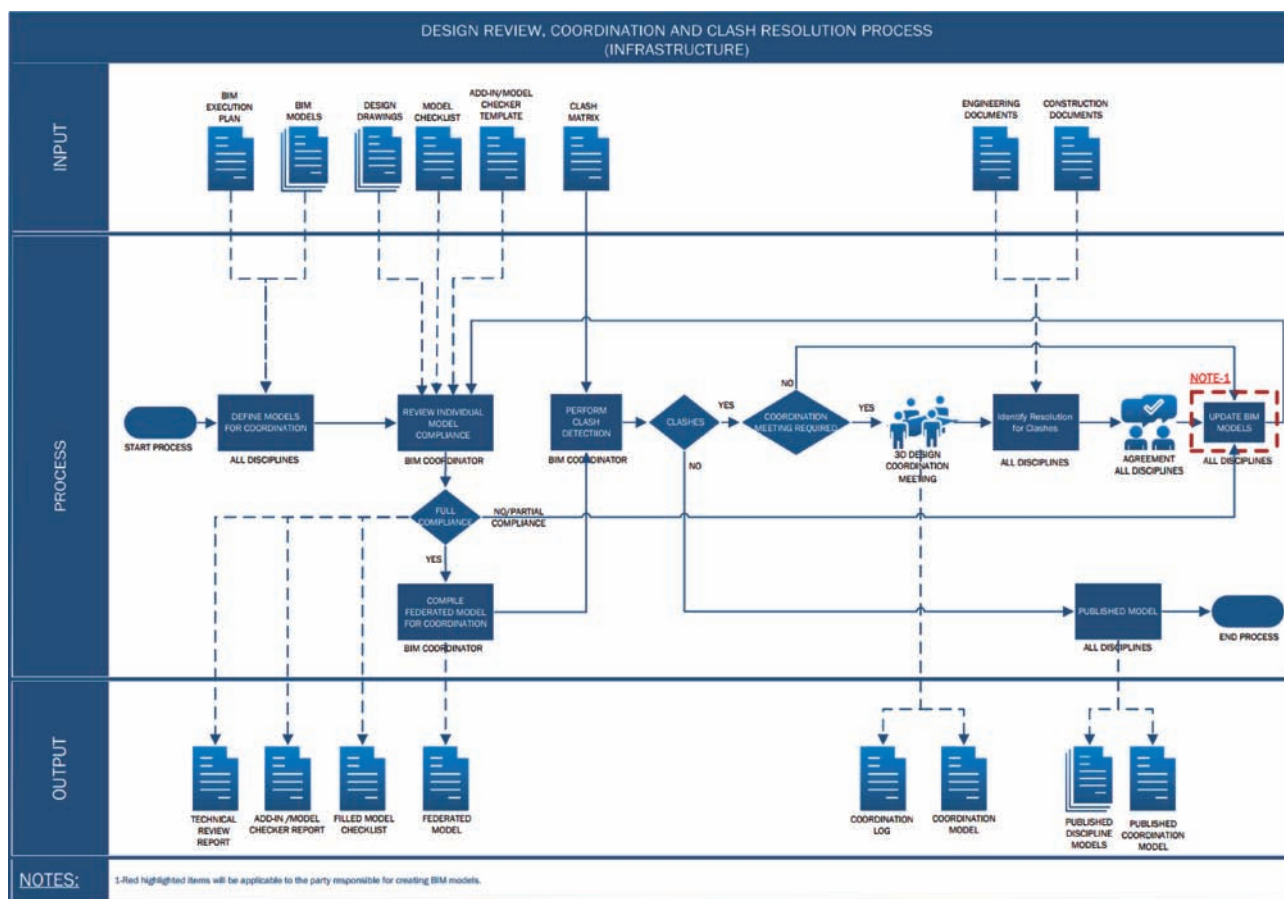 DESIGN REVIEW, COORDINATION AND CLASH RESOLUTION PROCESS
(INFRASTRUCTURE)
INPUT
BIM
EXECUTION
PLAN
BIM
MODELS
DESIGN
DRAWINGS
MODEL
CHECKLIST
ADD-IN/MODEL
CHECKER
TEMPLATE
CLASH
MATRIX
ENGINEERING
DOCUMENTS
CONSTRUCTION
DOCUMENTS
PROCESS
START PROCESS
DEFINE MODELS
FOR COORDINATION
ALL DISCIPLINES
REVIEW INDIVIDUAL
MODEL
COMPLIANCE
BIM COORDINATOR
FULL
COMPLIANCE
NO/PARTIAL
COMPLIANCE
YES
COMPILE
FEDERATED MODEL
FOR COORDINATION
BIM COORDINATOR
PERFORM
CLASH
DETECTIION
BIM COORDINATOR
CLASHES
YES
NO
COORDINATION
MEETING REQUIRED
NO
YES
3D DESIGN
COORDINATION
MEETING
Identify Resolution
for Clashes
ALL DISCIPLINES
AGREEMENT
ALL DISCIPLINES
NOTE-1
UPDATE BIM
MODELS
ALL DISCIPLINES
PUBLISHED MODEL
ALL DISCIPLINES
END PROCESS
OUTPUT
TECHNICAL
REVIEW
REPORT
ADD-IN /MODEL
CHECKER REPORT
FILLED MODEL
CHECKLIST
FEDERATED
MODEL
COORDINATION
LOG
COORDINATION
MODEL
PUBLISHED
DISCIPLINE
MODELS
PUBLISHED
COORDINATION
MODEL
NOTES:
1-Red highlighted items will be applicable to the party responsible for creating BIM models.